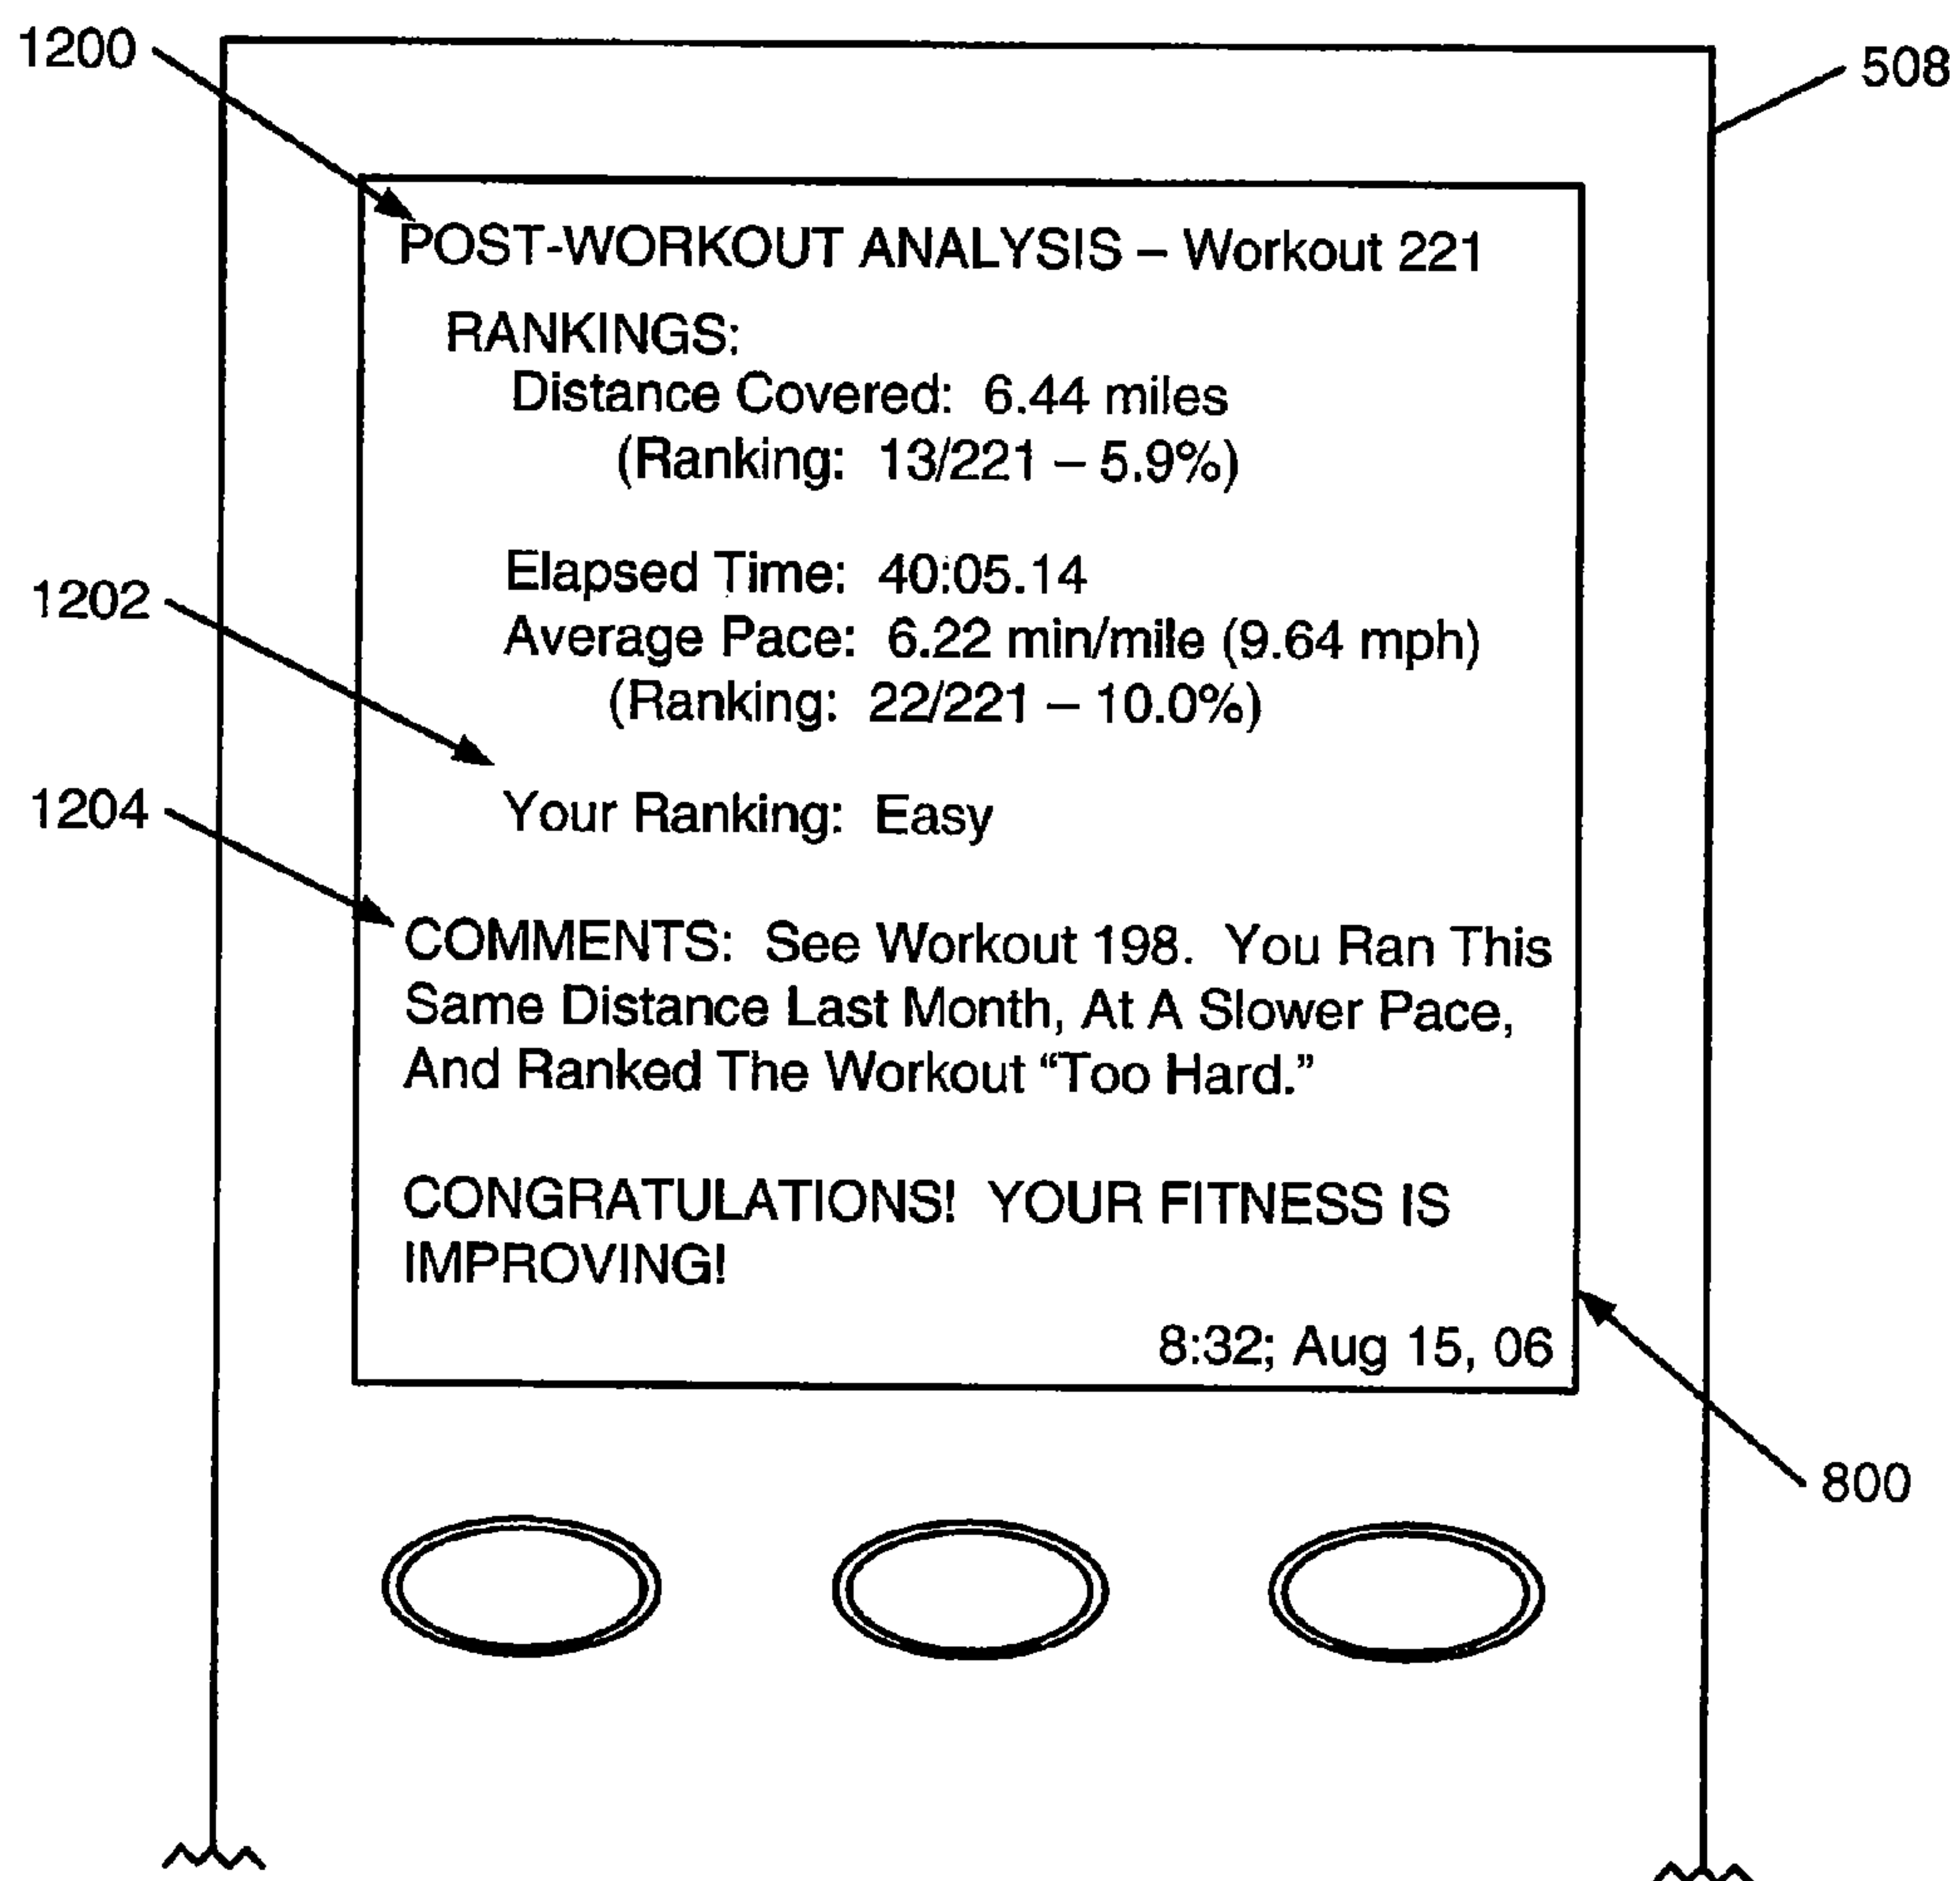 1200
508
POST-WORKOUT ANALYSIS – Workout 221
RANKINGS:
Distance Covered: 6.44 miles
(Ranking: 13/221 – 5.9%)
Elapsed Time: 40:05.14
1202
Average Pace: 6.22 min/mile (9.64 mph)
(Ranking: 22/221 – 10.0%)
1204
Your Ranking: Easy
COMMENTS: See Workout 198. You Ran This
Same Distance Last Month, At A Slower Pace,
And Ranked The Workout “Too Hard.”
CONGRATULATIONS! YOUR FITNESS IS
IMPROVING!
8:32; Aug 15, 06
800